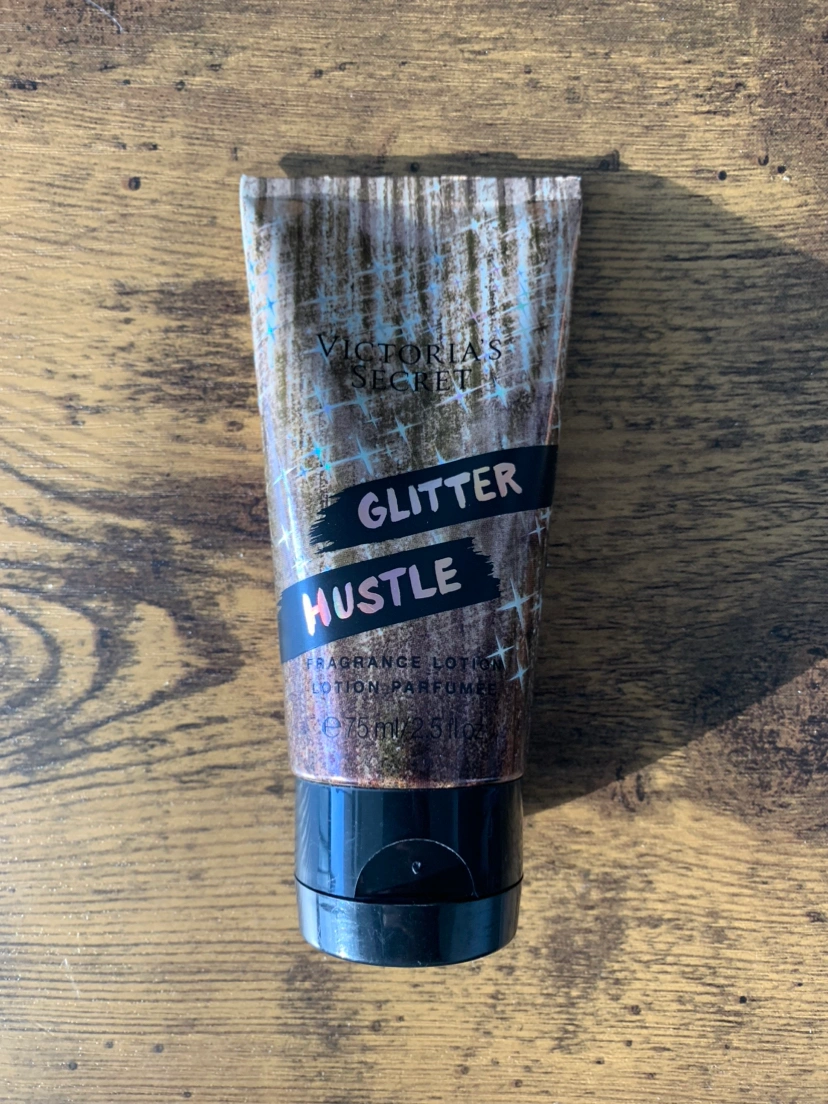 VICTORIA'S
SECRET
GLITTER
HUSTLE
FRAGRANCE LOTION
LOTION PARFUMÉE
℮ 75 ml/2.5 fl oz